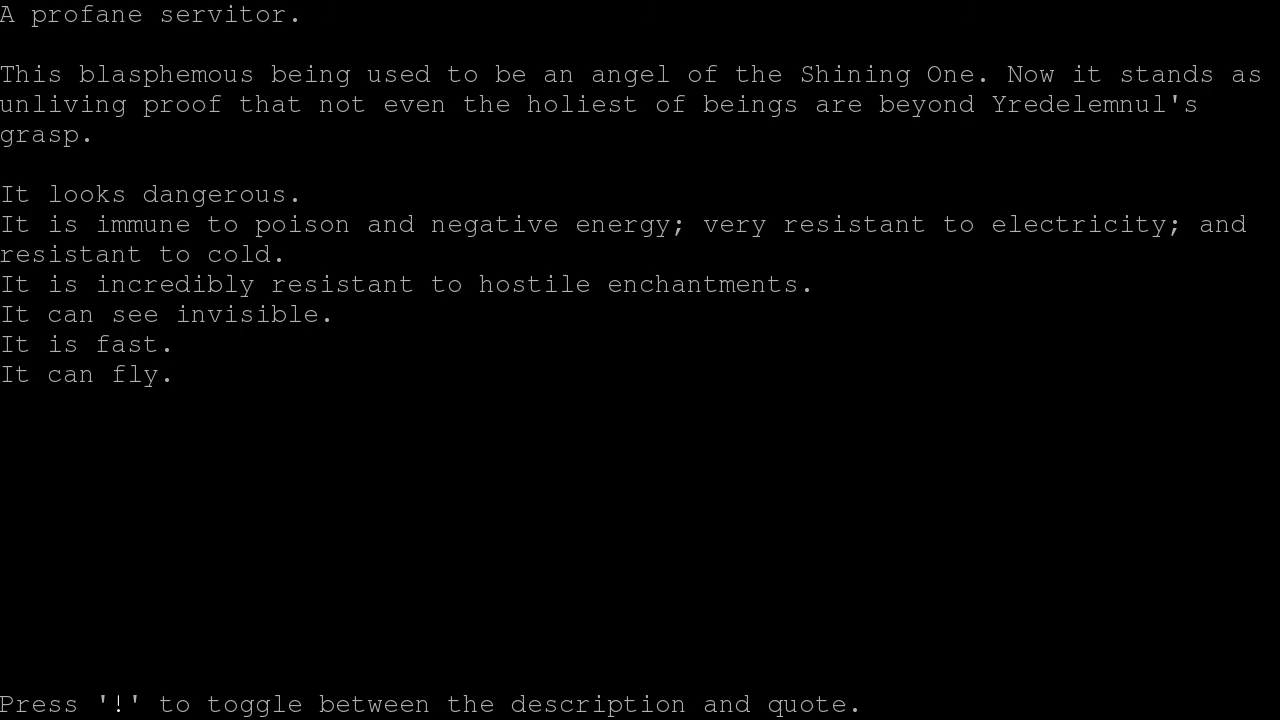 A profane servitor.
This blasphemous being used to be an angel of the Shining One. Now it stands as
unliving proof that not even the holiest of beings are beyond Yredelemnul's
grasp.
It looks dangerous.
It is immune to poison and negative energy; very resistant to electricity; and
resistant to cold.
It is incredibly resistant to hostile enchantments.
It can see invisible.
It is fast.
It can fly.
Press '!' to toggle between the description and quote.